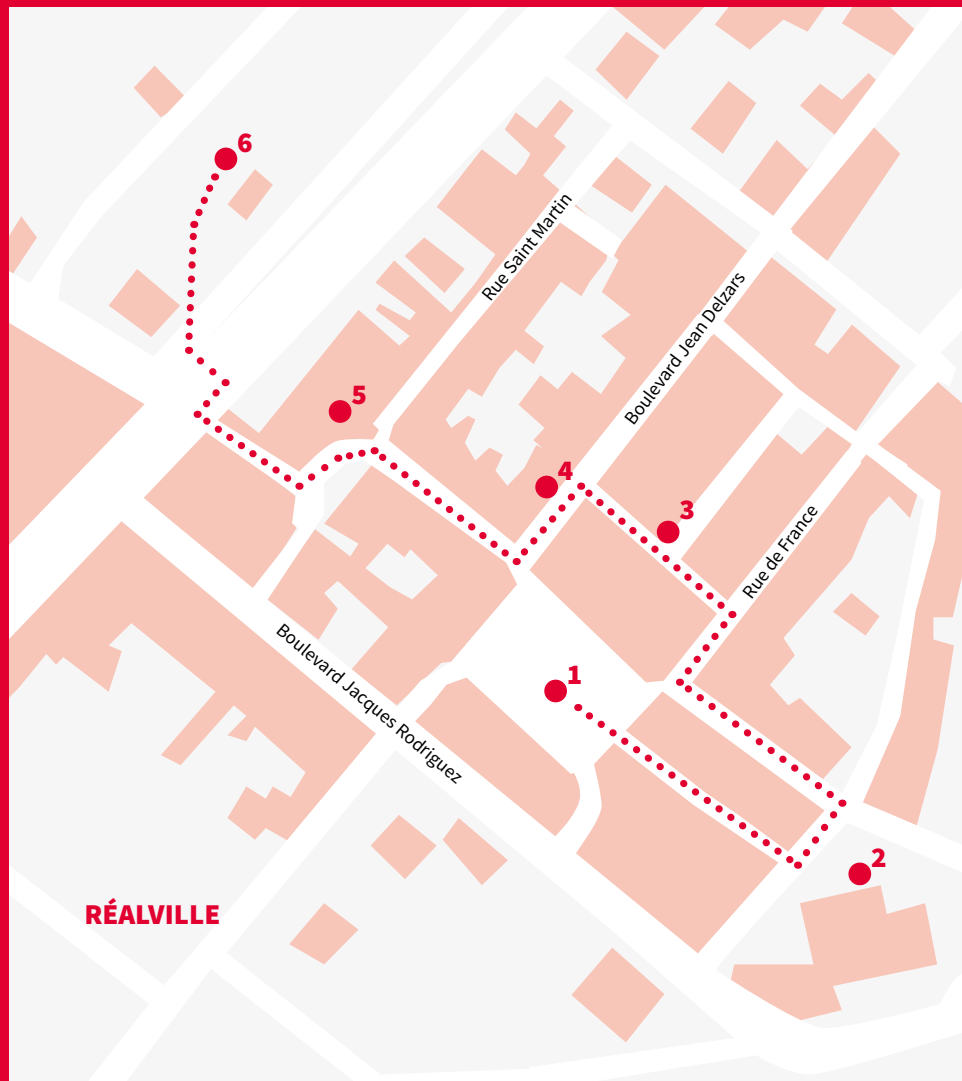 6
Rue Saint Martin
Boulevard Jean Delzars
5
4
3
Rue de France
1
Boulevard Jacques Rodriguez
2
RÉALVILLE